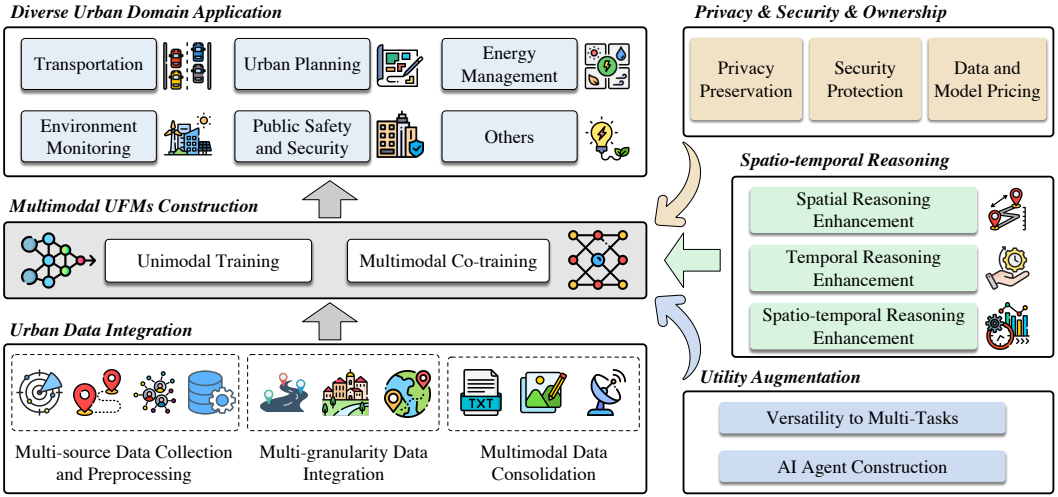 Diverse Urban Domain Application
Transportation
Urban Planning
Energy
Management
Environment
Monitoring
Public Safety
and Security
Others
Multimodal UFMs Construction
Unimodal Training
Multimodal Co-training
Urban Data Integration
TXT
Multi-source Data Collection
and Preprocessing
Multi-granularity Data
Integration
Multimodal Data
Consolidation
Privacy & Security & Ownership
Privacy
Preservation
Security
Protection
Data and
Model Pricing
Spatio-temporal Reasoning
Spatial Reasoning
Enhancement
Temporal Reasoning
Enhancement
Spatio-temporal Reasoning
Enhancement
Utility Augmentation
Versatility to Multi-Tasks
AI Agent Construction